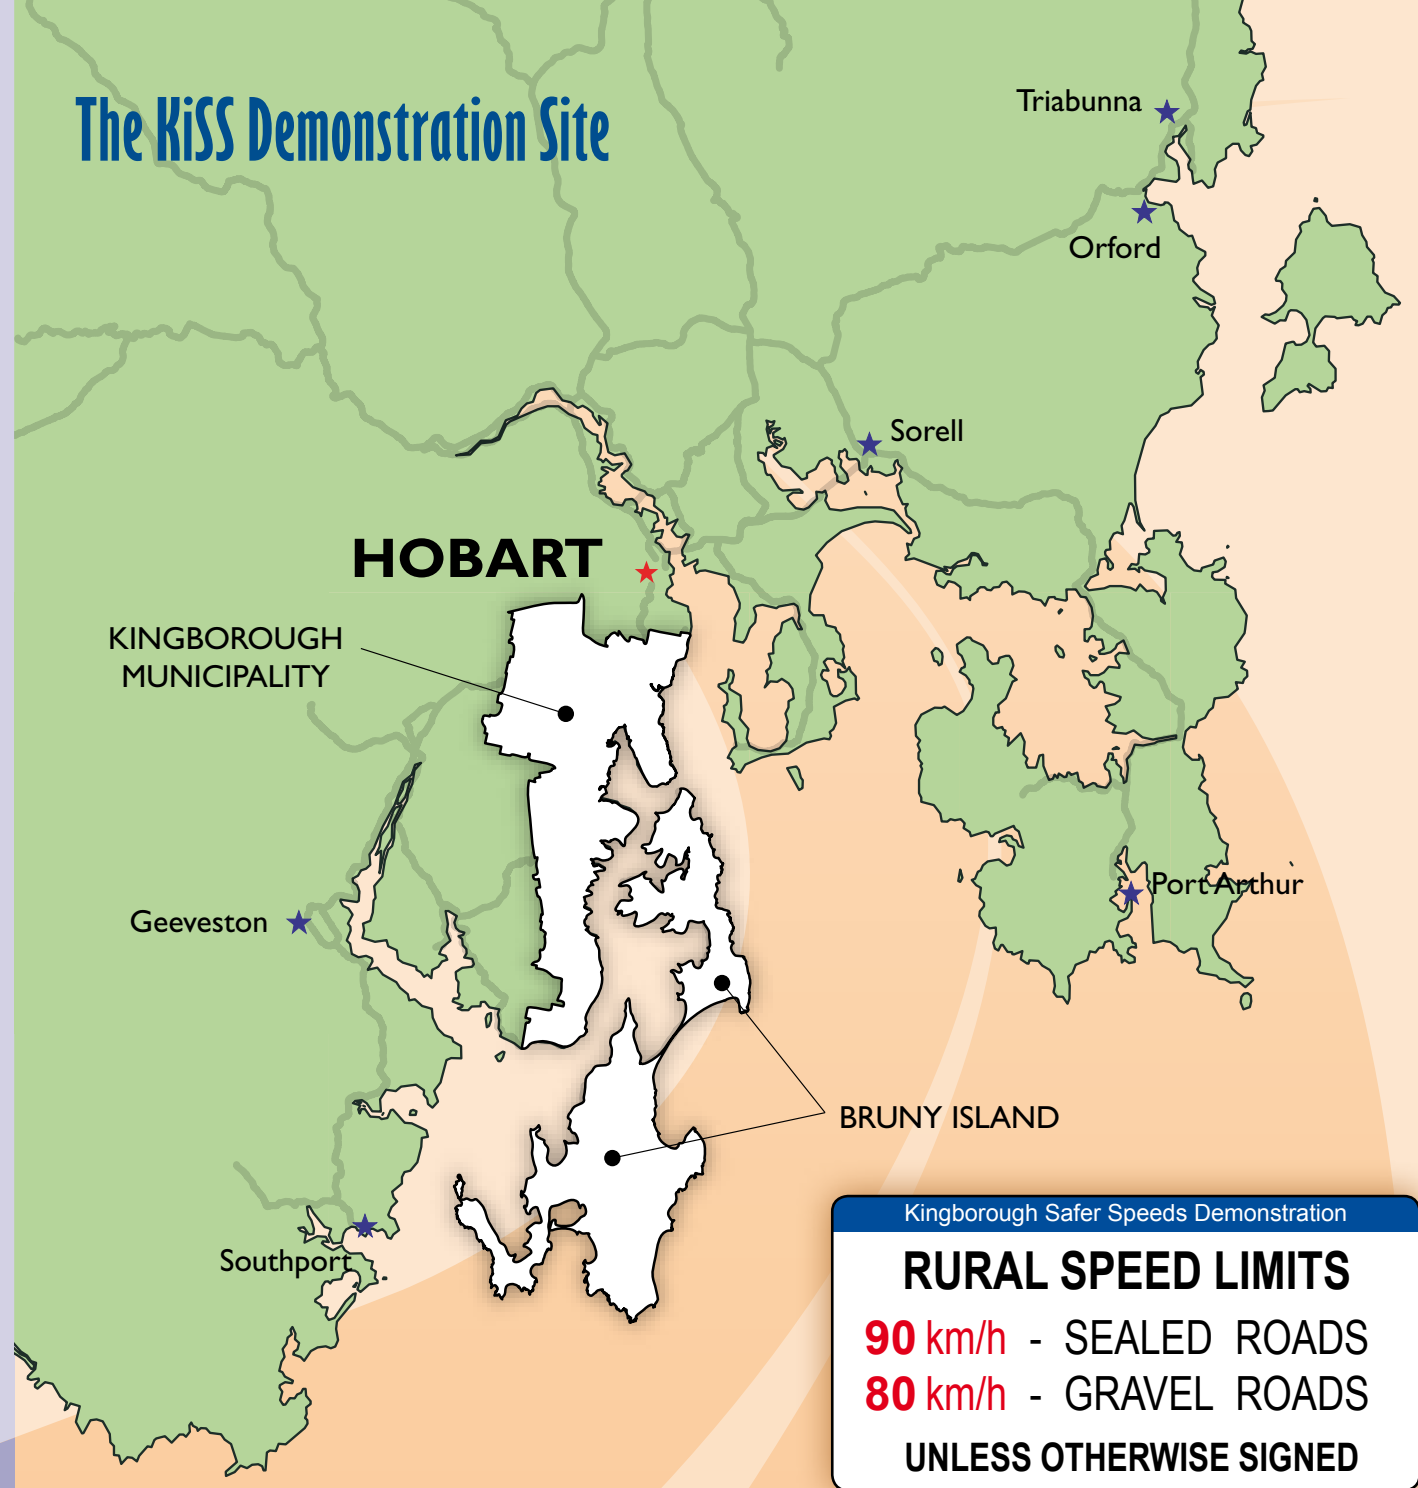 The KiSS Demonstration Site
Triabunna
Orford
Sorell
HOBART
KINGBOROUGH
MUNICIPALITY
Port Arthur
Geeveston
BRUNY ISLAND
Southport
Kingborough Safer Speeds Demonstration
RURAL SPEED LIMITS
90 km/h - SEALED ROADS
80 km/h - GRAVEL ROADS
UNLESS OTHERWISE SIGNED